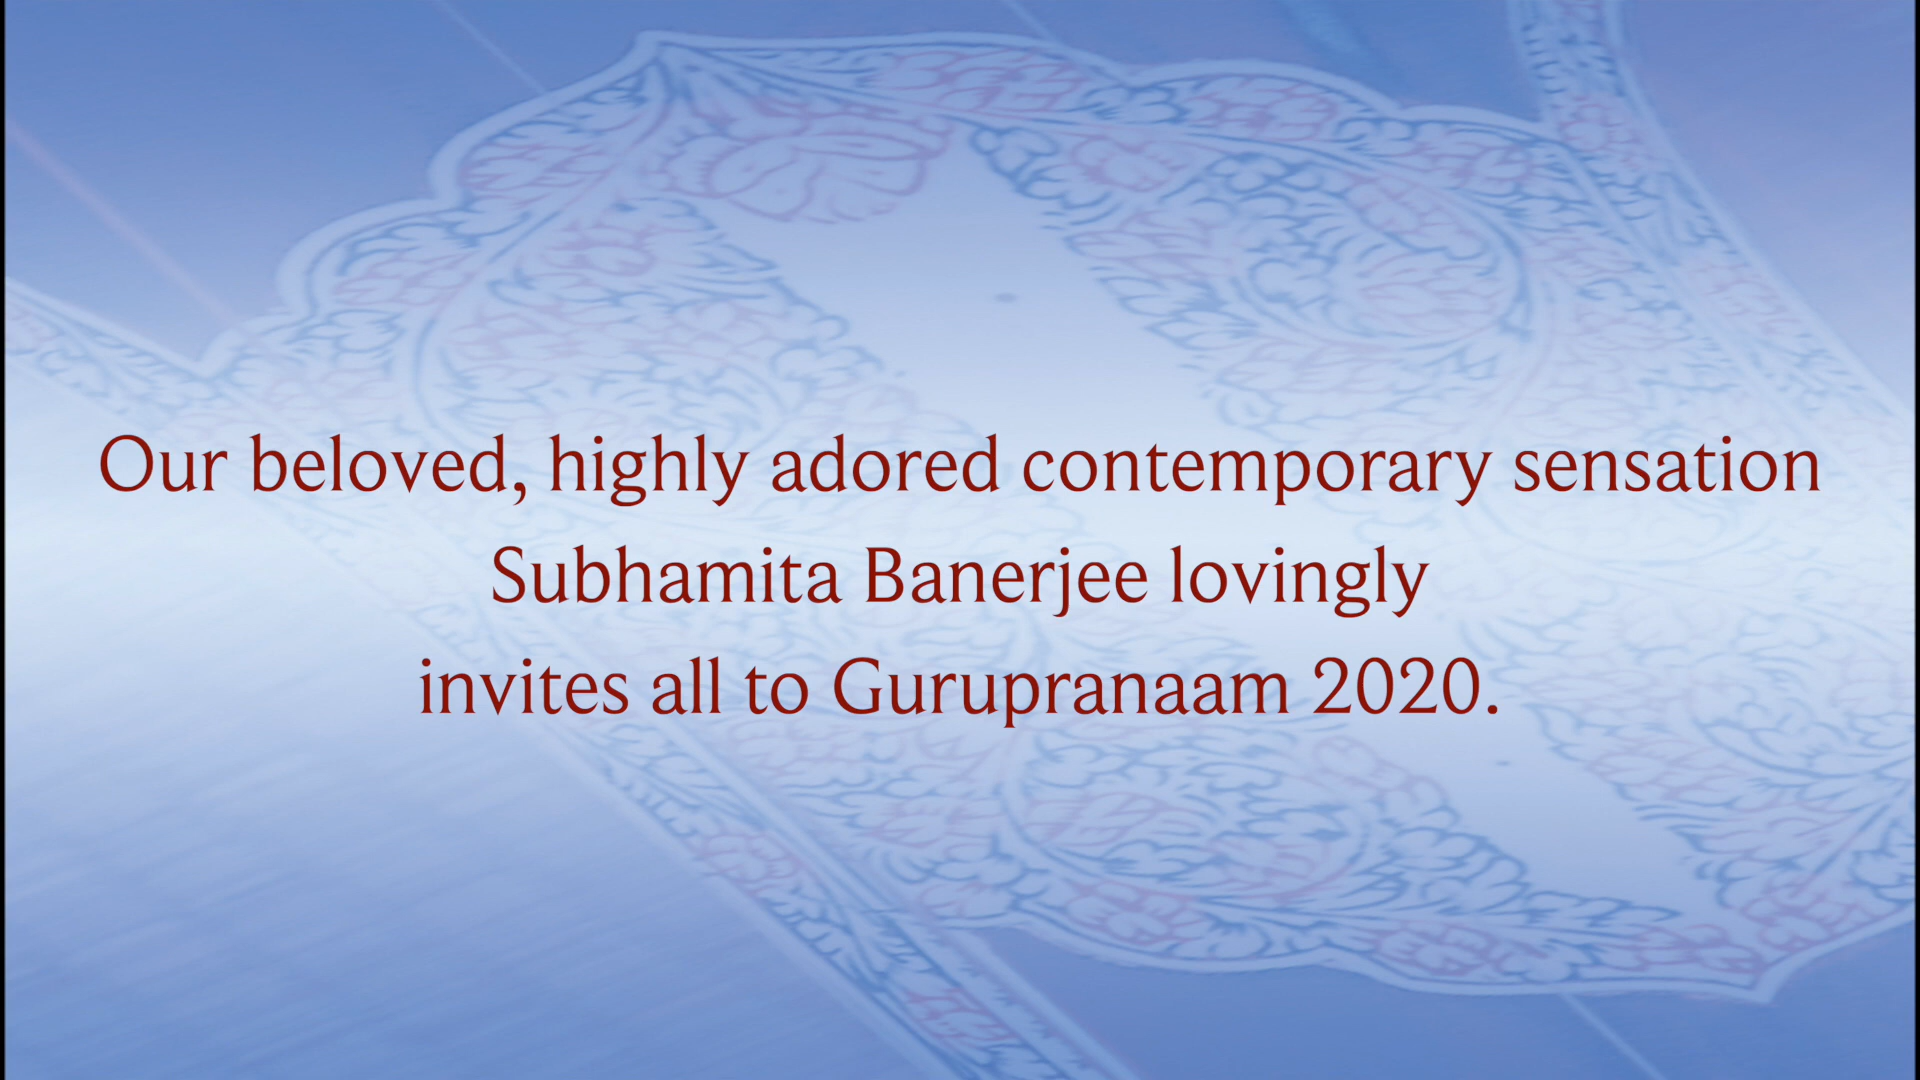 Our beloved, highly adored contemporary sensation
Subhamita Banerjee lovingly
invites all to Gurupranaam 2020.